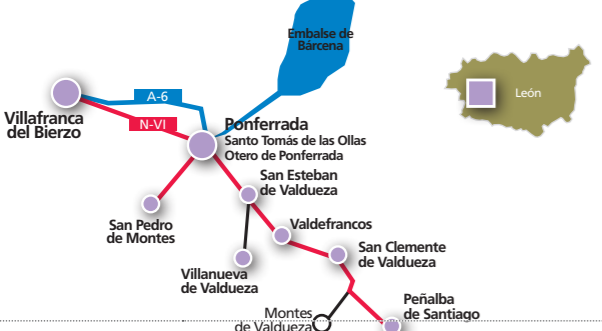 Embalse de
Bárcena
León
A-6
N-VI
Villafranca
del Bierzo
Ponferrada
Santo Tomás de las Ollas
Otero de Ponferrada
San Esteban
de Valdueza
San Pedro
de Montes
Valdefrancos
San Clemente
de Valdueza
Villanueva
de Valdueza
Peñalba
de Santiago
Montes
de Valdueza